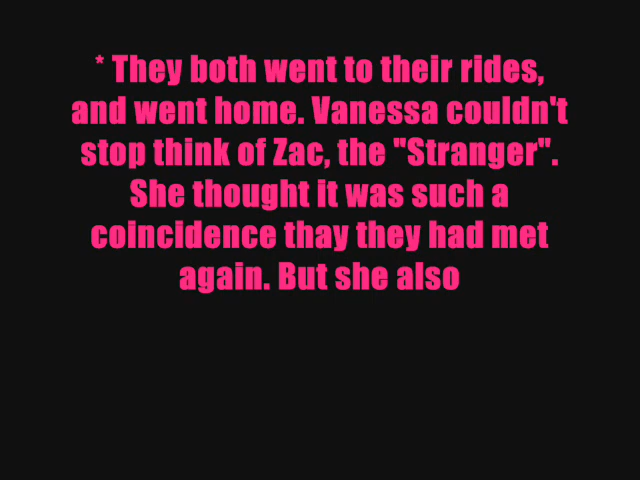 * They both went to their rides,
and went home. Vanessa couldn't
stop think of Zac, the "Stranger".
She thought it was such a
coincidence thay they had met
again. But she also